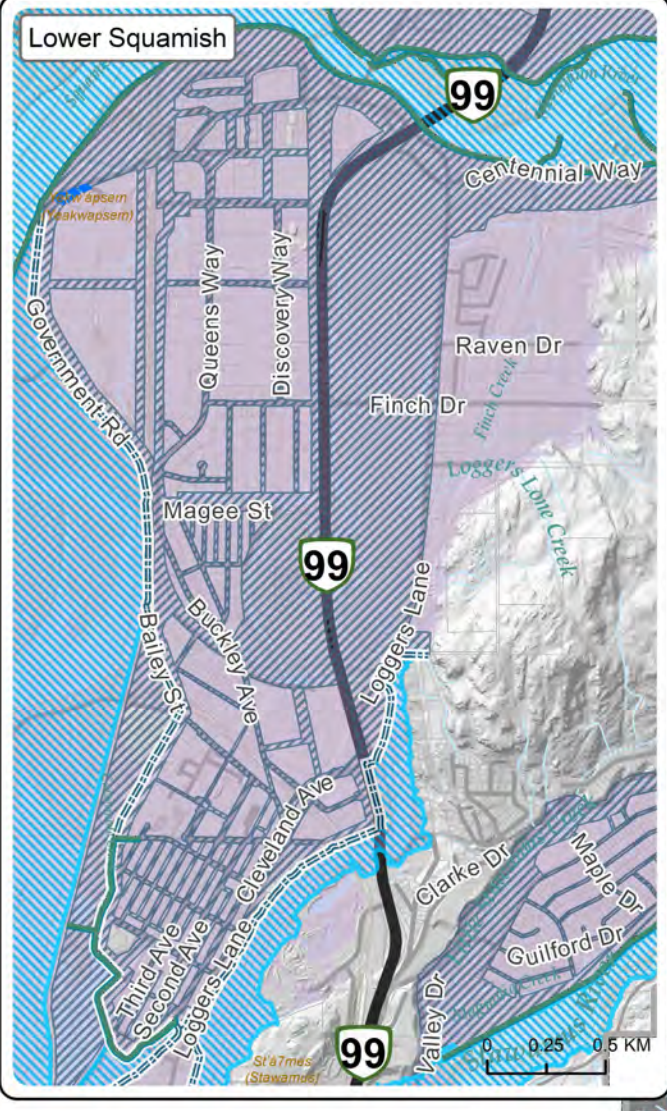 Lower Squamish
99
Centennial Way
(Yeakwapsem)
Government Rd
Queens Way
Discovery Way
Raven Dr
Finch Dr
Finch Creek
Loggers Lone Creek
Magee St
99
Loggers Lane
Bailey St
Buckley Ave
Cleveland Ave
Clarke Dr
Maple Dr
Guilford Dr
Third Ave
Second Ave
Loggers Lane
Valley Dr
St'á7mes
(Stawamus)
99
0 0.25 0.5 KM